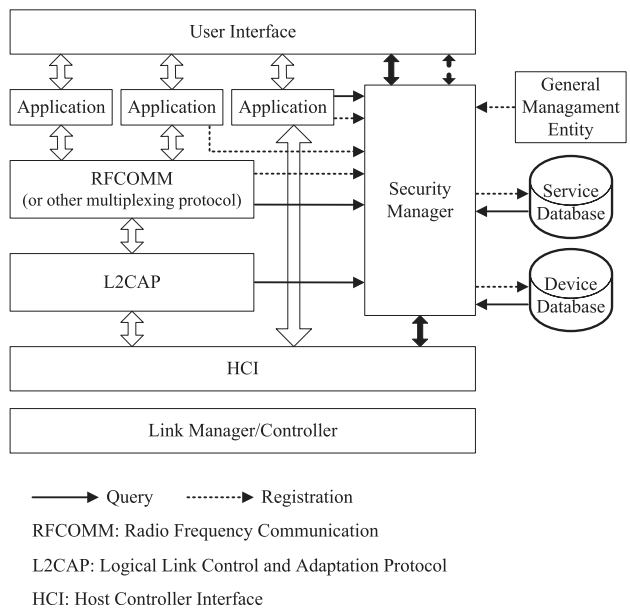 User Interface
Application
Application
Application
General
Management
Entity
RFCOMM
(or other multiplexing protocol)
Security
Manager
Service
Database
L2CAP
Device
Database
HCI
Link Manager/Controller
Query
Registration
RFCOMM: Radio Frequency Communication
L2CAP: Logical Link Control and Adaptation Protocol
HCI: Host Controller Interface